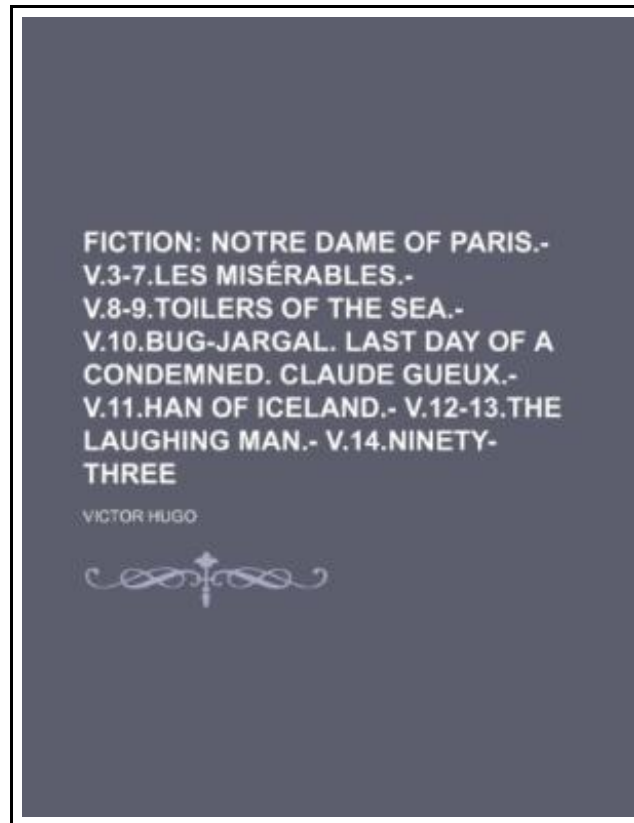 FICTION: NOTRE DAME OF PARIS.-
V.3-7.LES MISÉRABLES.-
V.8-9.TOILERS OF THE SEA.-
V.10.BUG-JARGAL. LAST DAY OF A
CONDEMNED. CLAUDE GUEUX.-
V.11.HAN OF ICELAND.- V.12-13.THE
LAUGHING MAN.- V.14.NINETY-
THREE
VICTOR HUGO